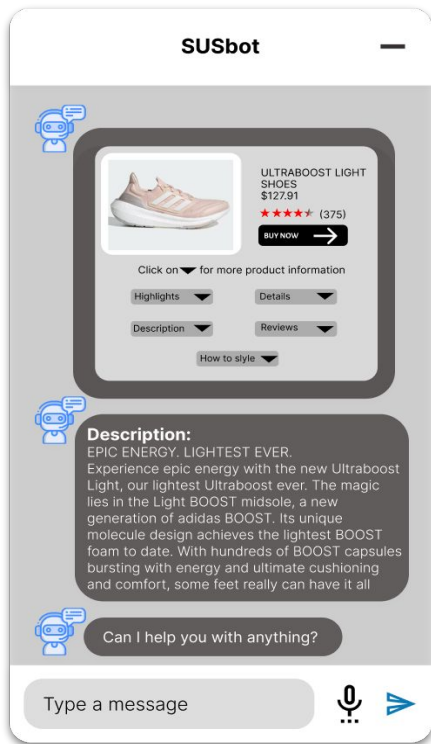 SUSbot
ULTRABOOST LIGHT
SHOES
$127.91
(375)
BUY NOW
Click on for more product information
Highlights
Details
Description
Reviews
How to slyle
Description:
EPIC ENERGY. LIGHTEST EVER.
Experience epic energy with the new Ultraboost
Light, our lightest Ultraboost ever. The magic
lies in the Light BOOST midsole, a new
generation of adidas BOOST. Its unique
molecule design achieves the lightest BOOST
foam to date. With hundreds of BOOST capsules
bursting with energy and ultimate cushioning
and comfort, some feet really can have it all
Can I help you with anything?
Type a message